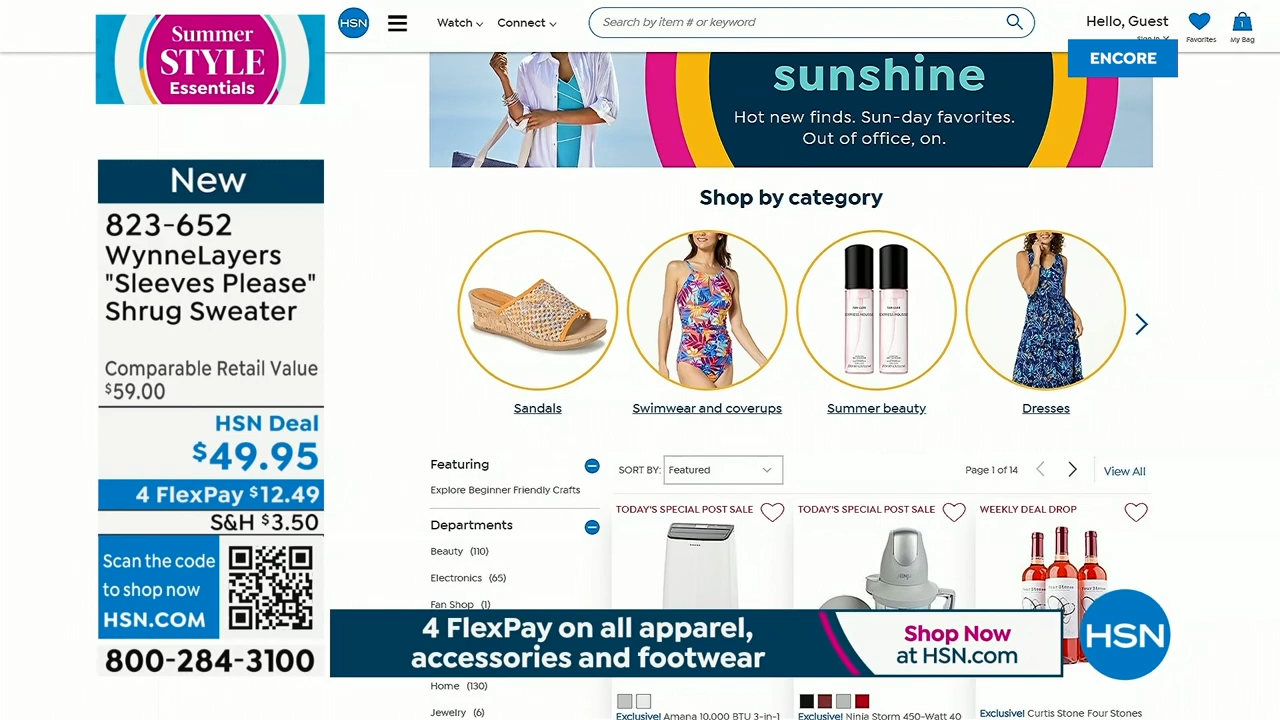 Summer
STYLE
Essentials
HSN
Watch
Connect
Search by item # or keyword
Hello, Guest
Favorites
1
My Bag
ENCORE
sunshine
Hot new finds. Sun-day favorites.
Out of office, on.
New
823-652
WynneLayers
"Sleeves Please"
Shrug Sweater
Comparable Retail Value
$59.00
HSN Deal
$49.95
4 FlexPay $12.49
S&H $3.50
Scan the code
to shop now
HSN.COM
800-284-3100
Shop by category
Sandals
Swimwear and coverups
Summer beauty
Dresses
Featuring
Explore Beginner Friendly Crafts
Departments
Beauty (110)
Electronics (65)
Fan Shop (1)
Home (130)
Jewelry (6)
SORT BY:
Featured
Page 1 of 14
View All
TODAY'S SPECIAL POST SALE
TODAY'S SPECIAL POST SALE
WEEKLY DEAL DROP
Exclusive! Amana 10,000 BTU 3-in-1
Exclusive! Ninja Storm 450-Watt 40
Exclusive! Curtis Stone Four Stones
4 FlexPay on all apparel,
accessories and footwear
Shop Now
at HSN.com
HSN